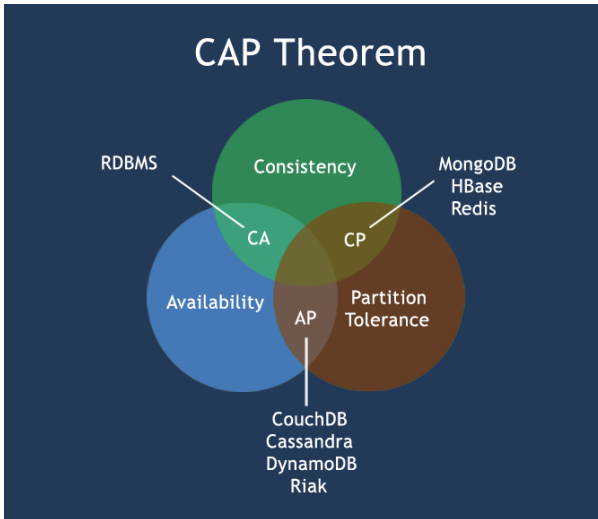 CAP Theorem
Consistency
RDBMS
MongoDB
HBase
Redis
CA
CP
Availability
Partition
Tolerance
AP
CouchDB
Cassandra
DynamoDB
Riak